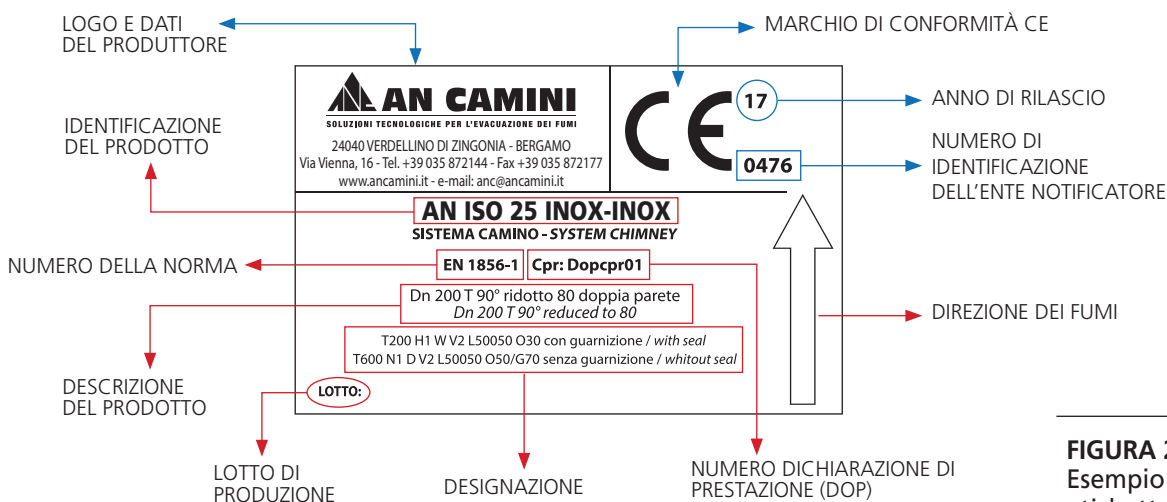 LOGO E DATI
DEL PRODUTTORE
MARCHIO DI CONFORMITÀ CE
AN CAMINI
SOLUZIONI TECNOLOGICHE PER L'EVACUAZIONE DEI FUMI
24040 VERDELLINO DI ZINGONIA - BERGAMO
Via Vienna, 16 - Tel. +39 035 872144 - Fax +39 035 872177
www.ancamini.it - e-mail: anc@ancamini.it
CE
17
0476
ANNO DI RILASCIO
NUMERO DI
IDENTIFICAZIONE
DELL'ENTE NOTIFICATORE
IDENTIFICAZIONE
DEL PRODOTTO
AN ISO 25 INOX-INOX
SISTEMA CAMINO - SYSTEM CHIMNEY
NUMERO DELLA NORMA
EN 1856-1
Cpr: Dopcpr01
Dn 200 T 90° ridotto 80 doppia parete
Dn 200 T 90° reduced to 80
DIREZIONE DEI FUMI
T200 H1 W V2 L50050 O30 con guarnizione / with seal
T600 N1 D V2 L50050 O50/G70 senza guarnizione / whitout seal
DESCRIZIONE
DEL PRODOTTO
LOTTO:
LOTTO DI
PRODUZIONE
DESIGNAZIONE
NUMERO DICHIARAZIONE DI
PRESTAZIONE (DOP)
FIGURA 2
Esempio